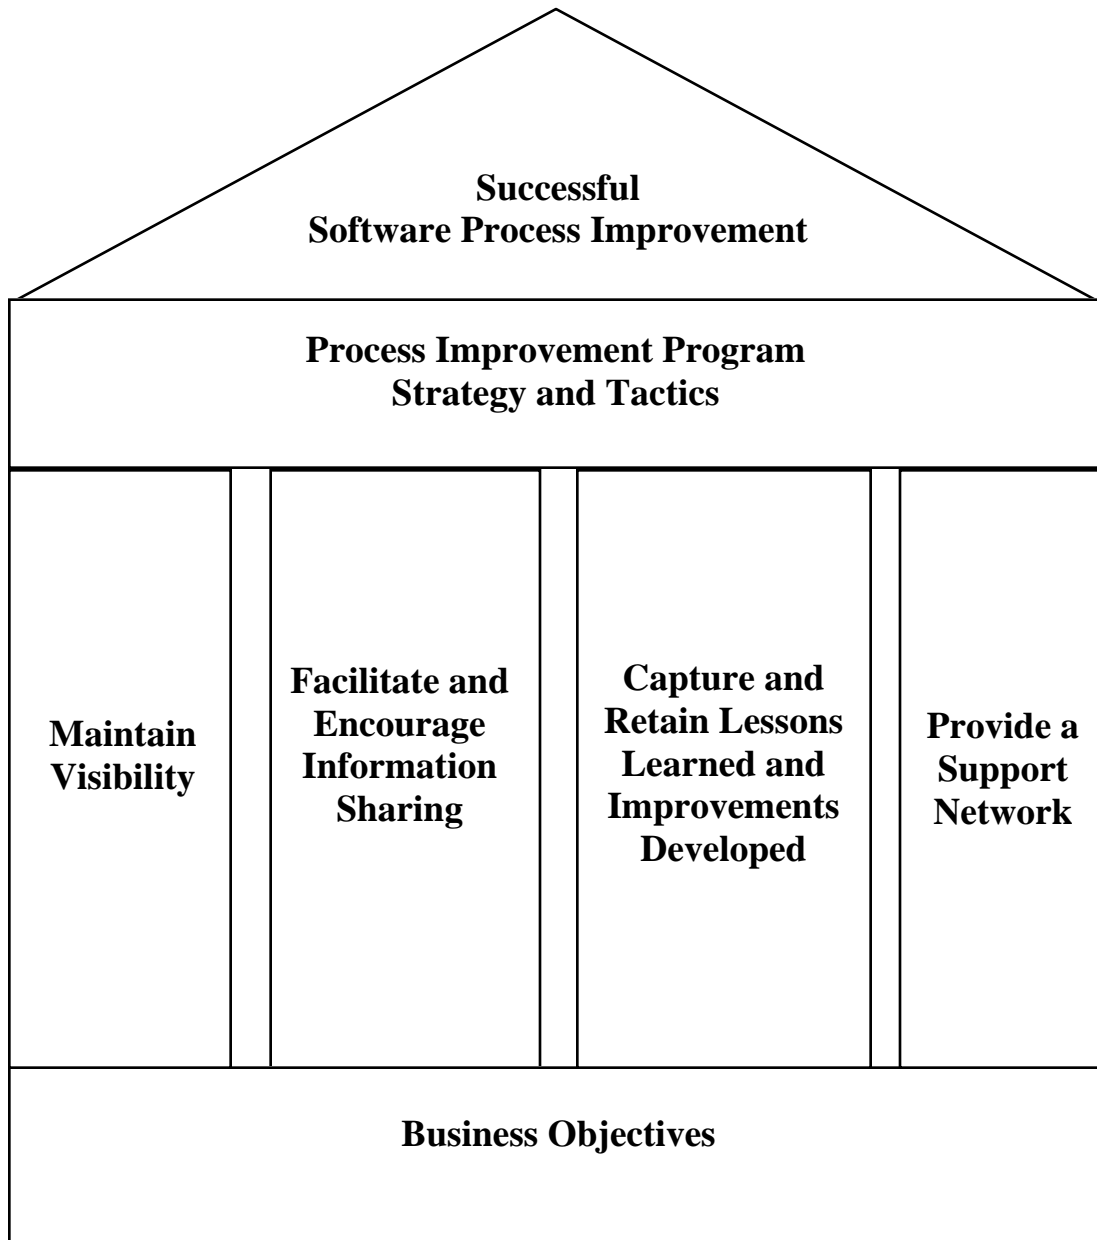 Successful
Software Process Improvement
Process Improvement Program
Strategy and Tactics
Maintain
Visibility
Facilitate and
Encourage
Information
Sharing
Capture and
Retain Lessons
Learned and
Improvements
Developed
Provide a
Support
Network
Business Objectives